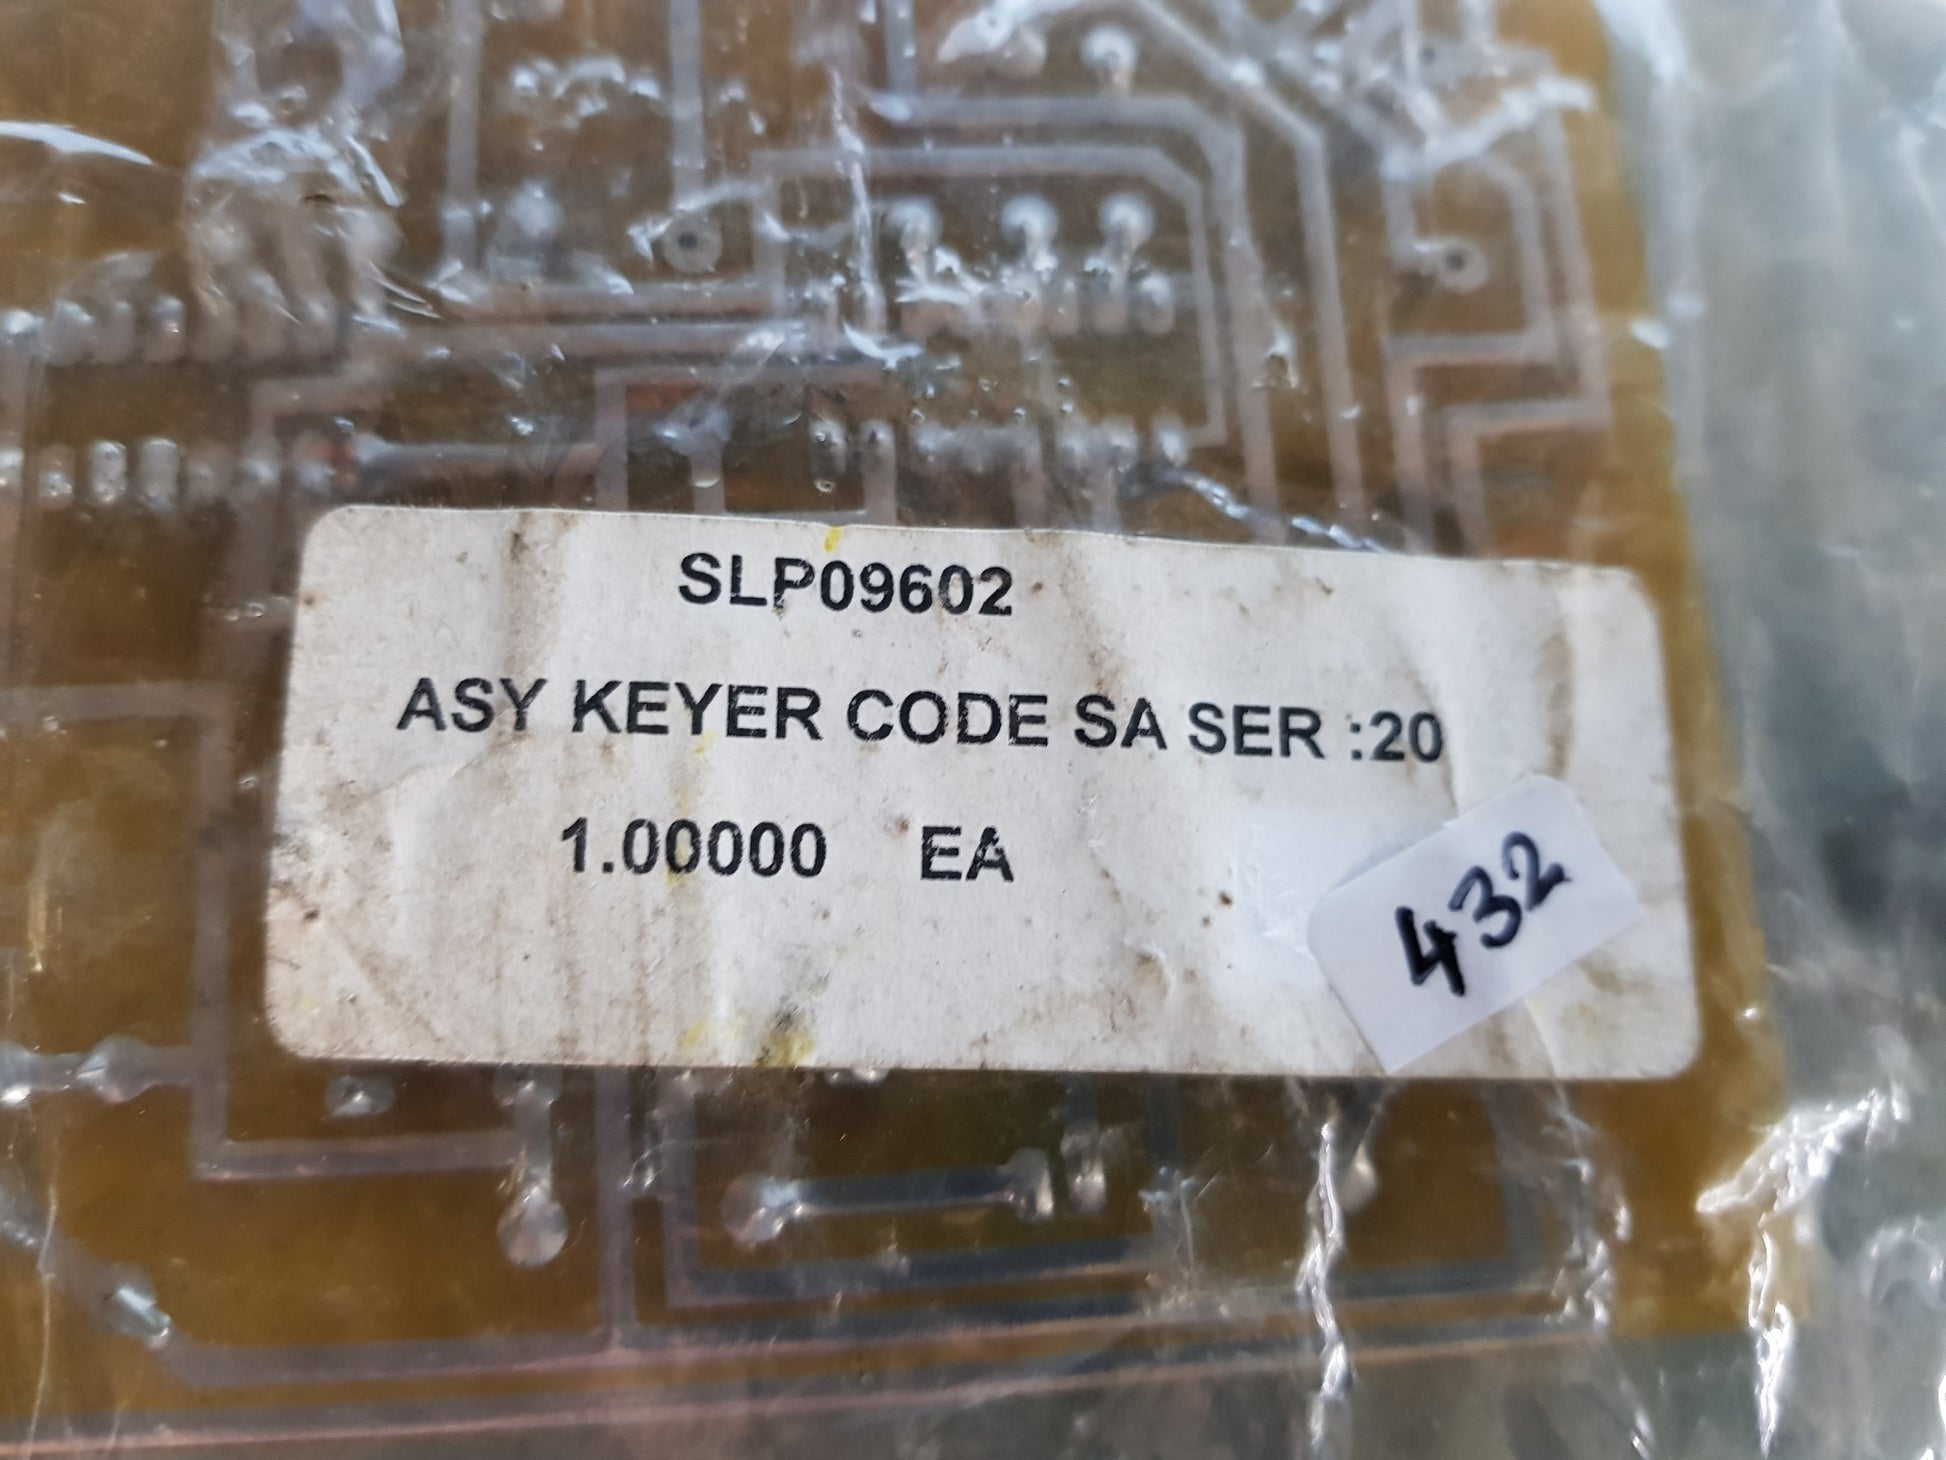 SLP09602
ASY KEYER CODE SA SER :20
1.00000 EA
432